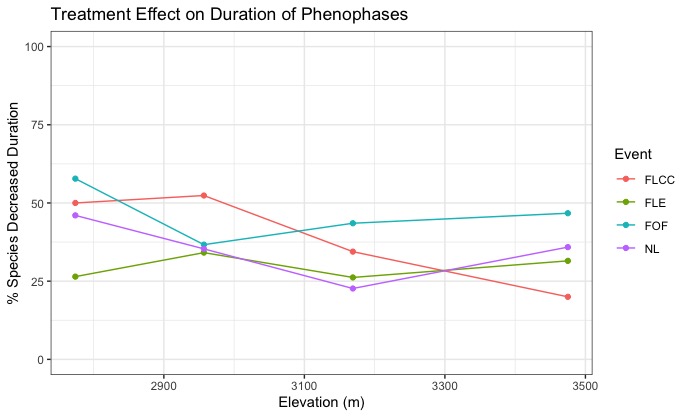 Treatment Effect on Duration of Phenophases
100
75
50
25
0
% Species Decreased Duration
2900
3100
3300
3500
Elevation (m)
Event
FLCC
FLE
FOF
NL